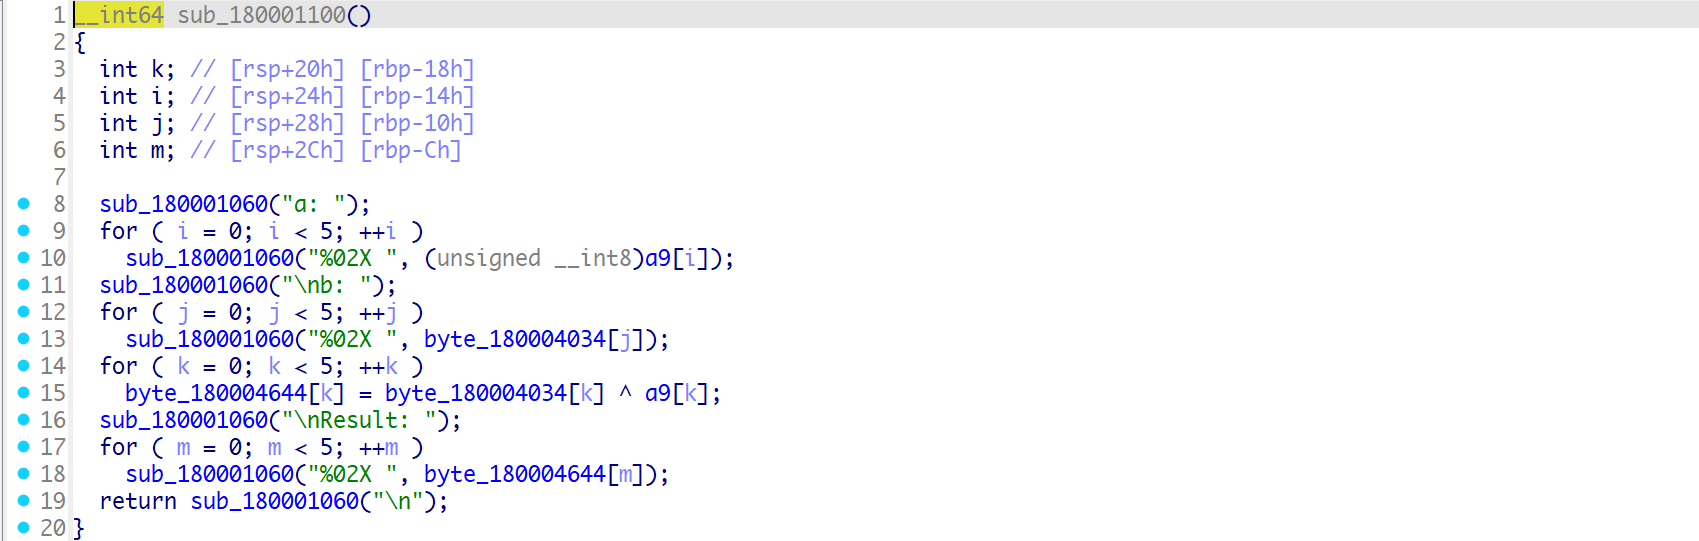 1 __int64 sub_180001100()
2 {
3   int k; // [rsp+20h] [rbp-18h]
4   int i; // [rsp+24h] [rbp-14h]
5   int j; // [rsp+28h] [rbp-10h]
6   int m; // [rsp+2Ch] [rbp-Ch]
7
8   sub_180001060("a: ");
9   for ( i = 0; i < 5; ++i )
10     sub_180001060("%02X ", (unsigned __int8)a9[i]);
11   sub_180001060("\nb: ");
12   for ( j = 0; j < 5; ++j )
13     sub_180001060("%02X ", byte_180004034[j]);
14   for ( k = 0; k < 5; ++k )
15     byte_180004644[k] = byte_180004034[k] ^ a9[k];
16   sub_180001060("\nResult: ");
17   for ( m = 0; m < 5; ++m )
18     sub_180001060("%02X ", byte_180004644[m]);
19   return sub_180001060("\n");
20 }